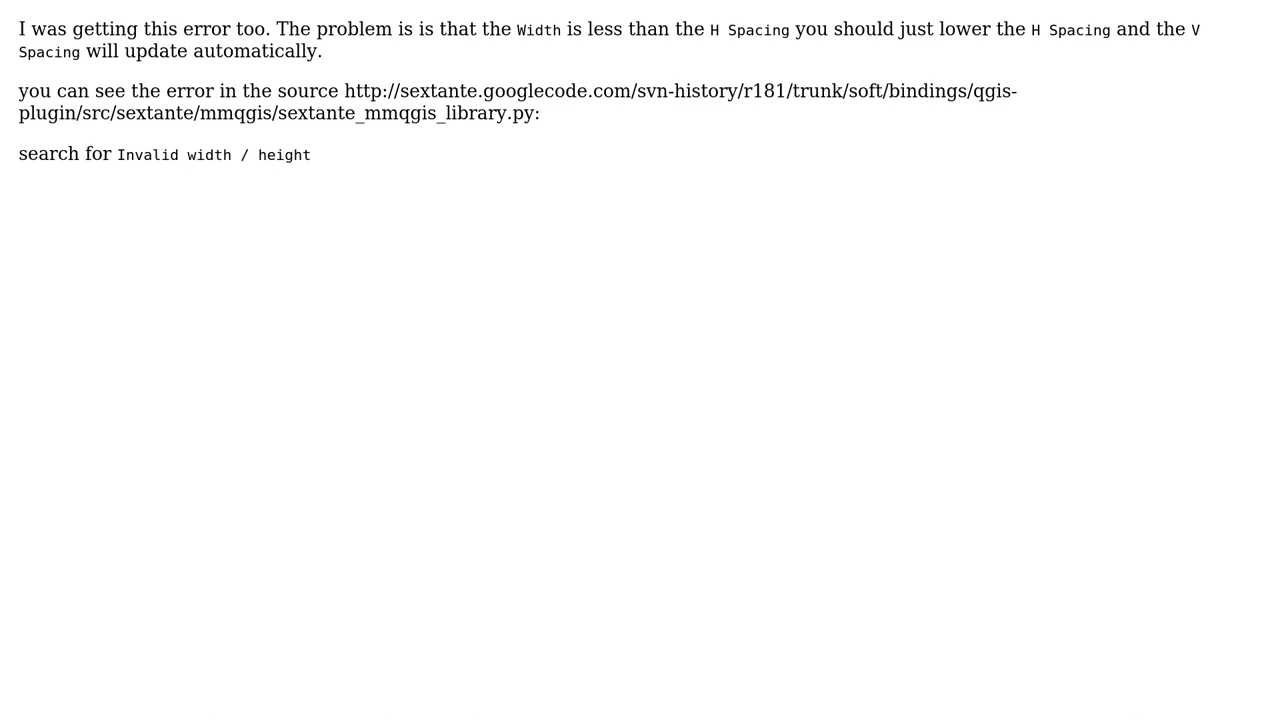 I was getting this error too. The problem is is that the Width is less than the H Spacing you should just lower the H Spacing and the V
Spacing will update automatically.
you can see the error in the source http://sextante.googlecode.com/svn-history/r181/trunk/soft/bindings/qgis-
plugin/src/sextante/mmqgis/sextante_mmqgis_library.py:
search for Invalid width / height